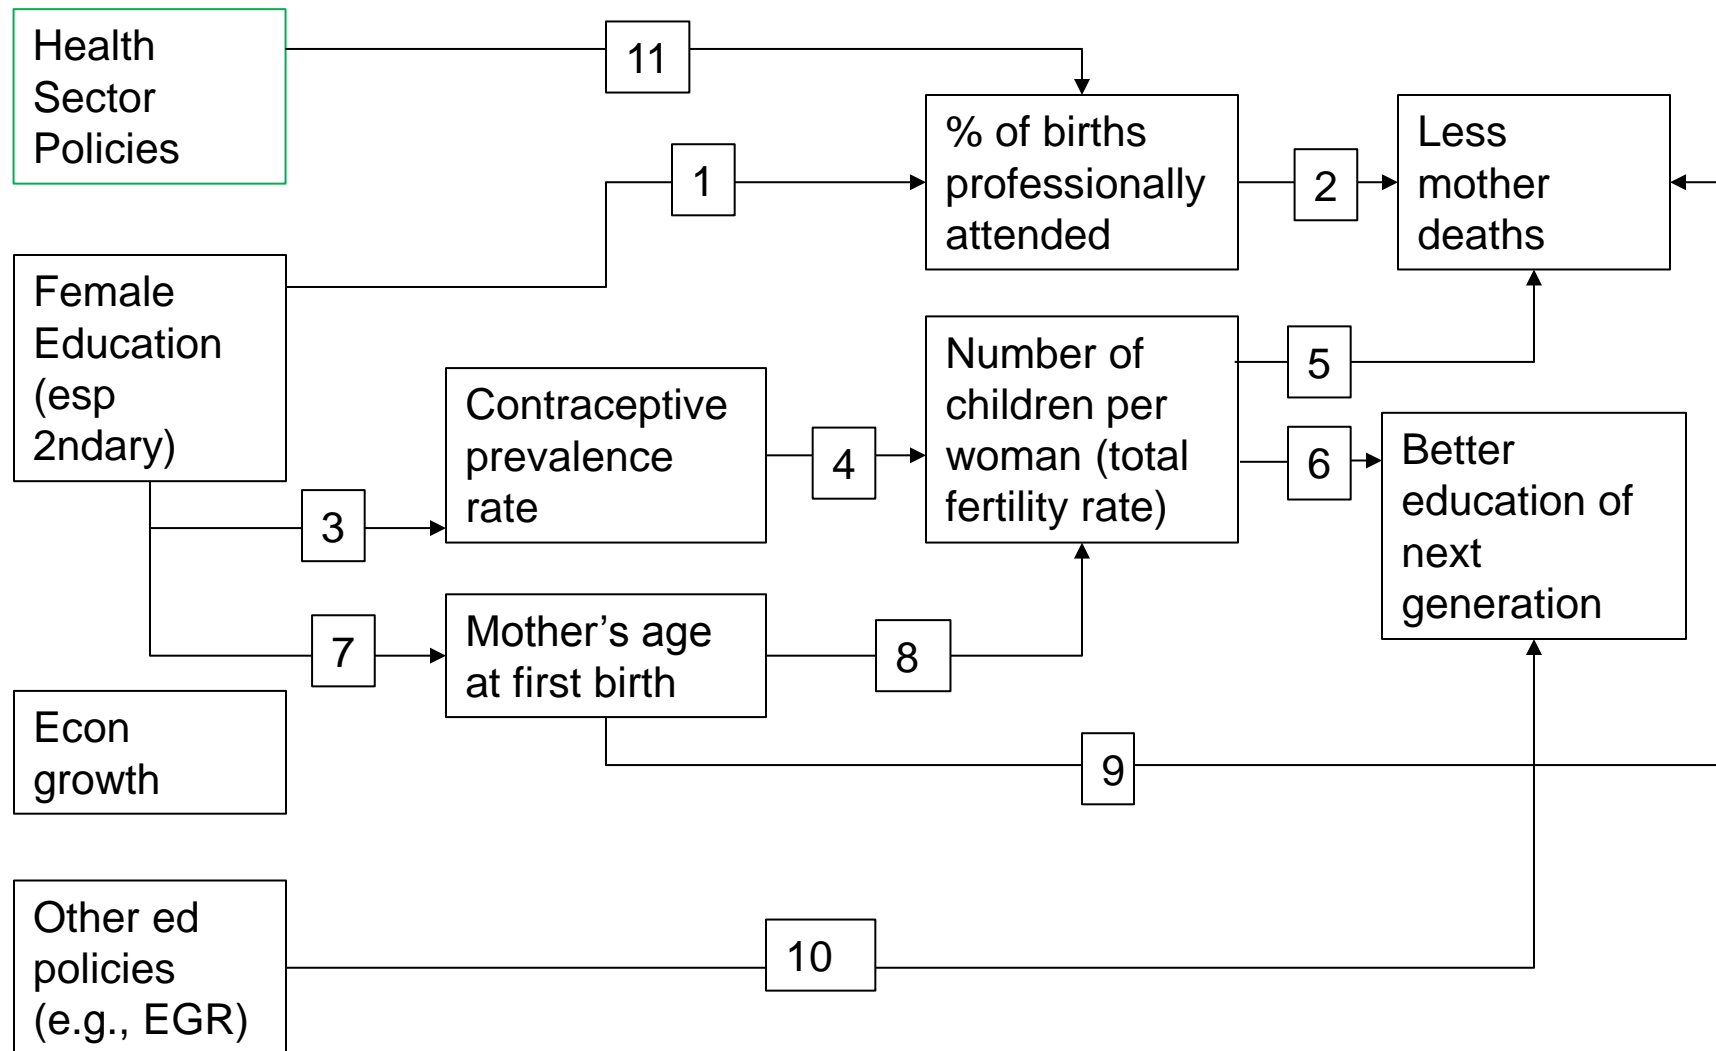 Health
Sector
Policies
11
1
% of births
professionally
attended
2
Less
mother
deaths
Female
Education
(esp
2ndary)
Contraceptive
prevalence
rate
4
Number of
children per
woman (total
fertility rate)
5
6
Better
education of
next
generation
3
7
Mother’s age
at first birth
8
Econ
growth
9
Other ed
policies
(e.g., EGR)
10